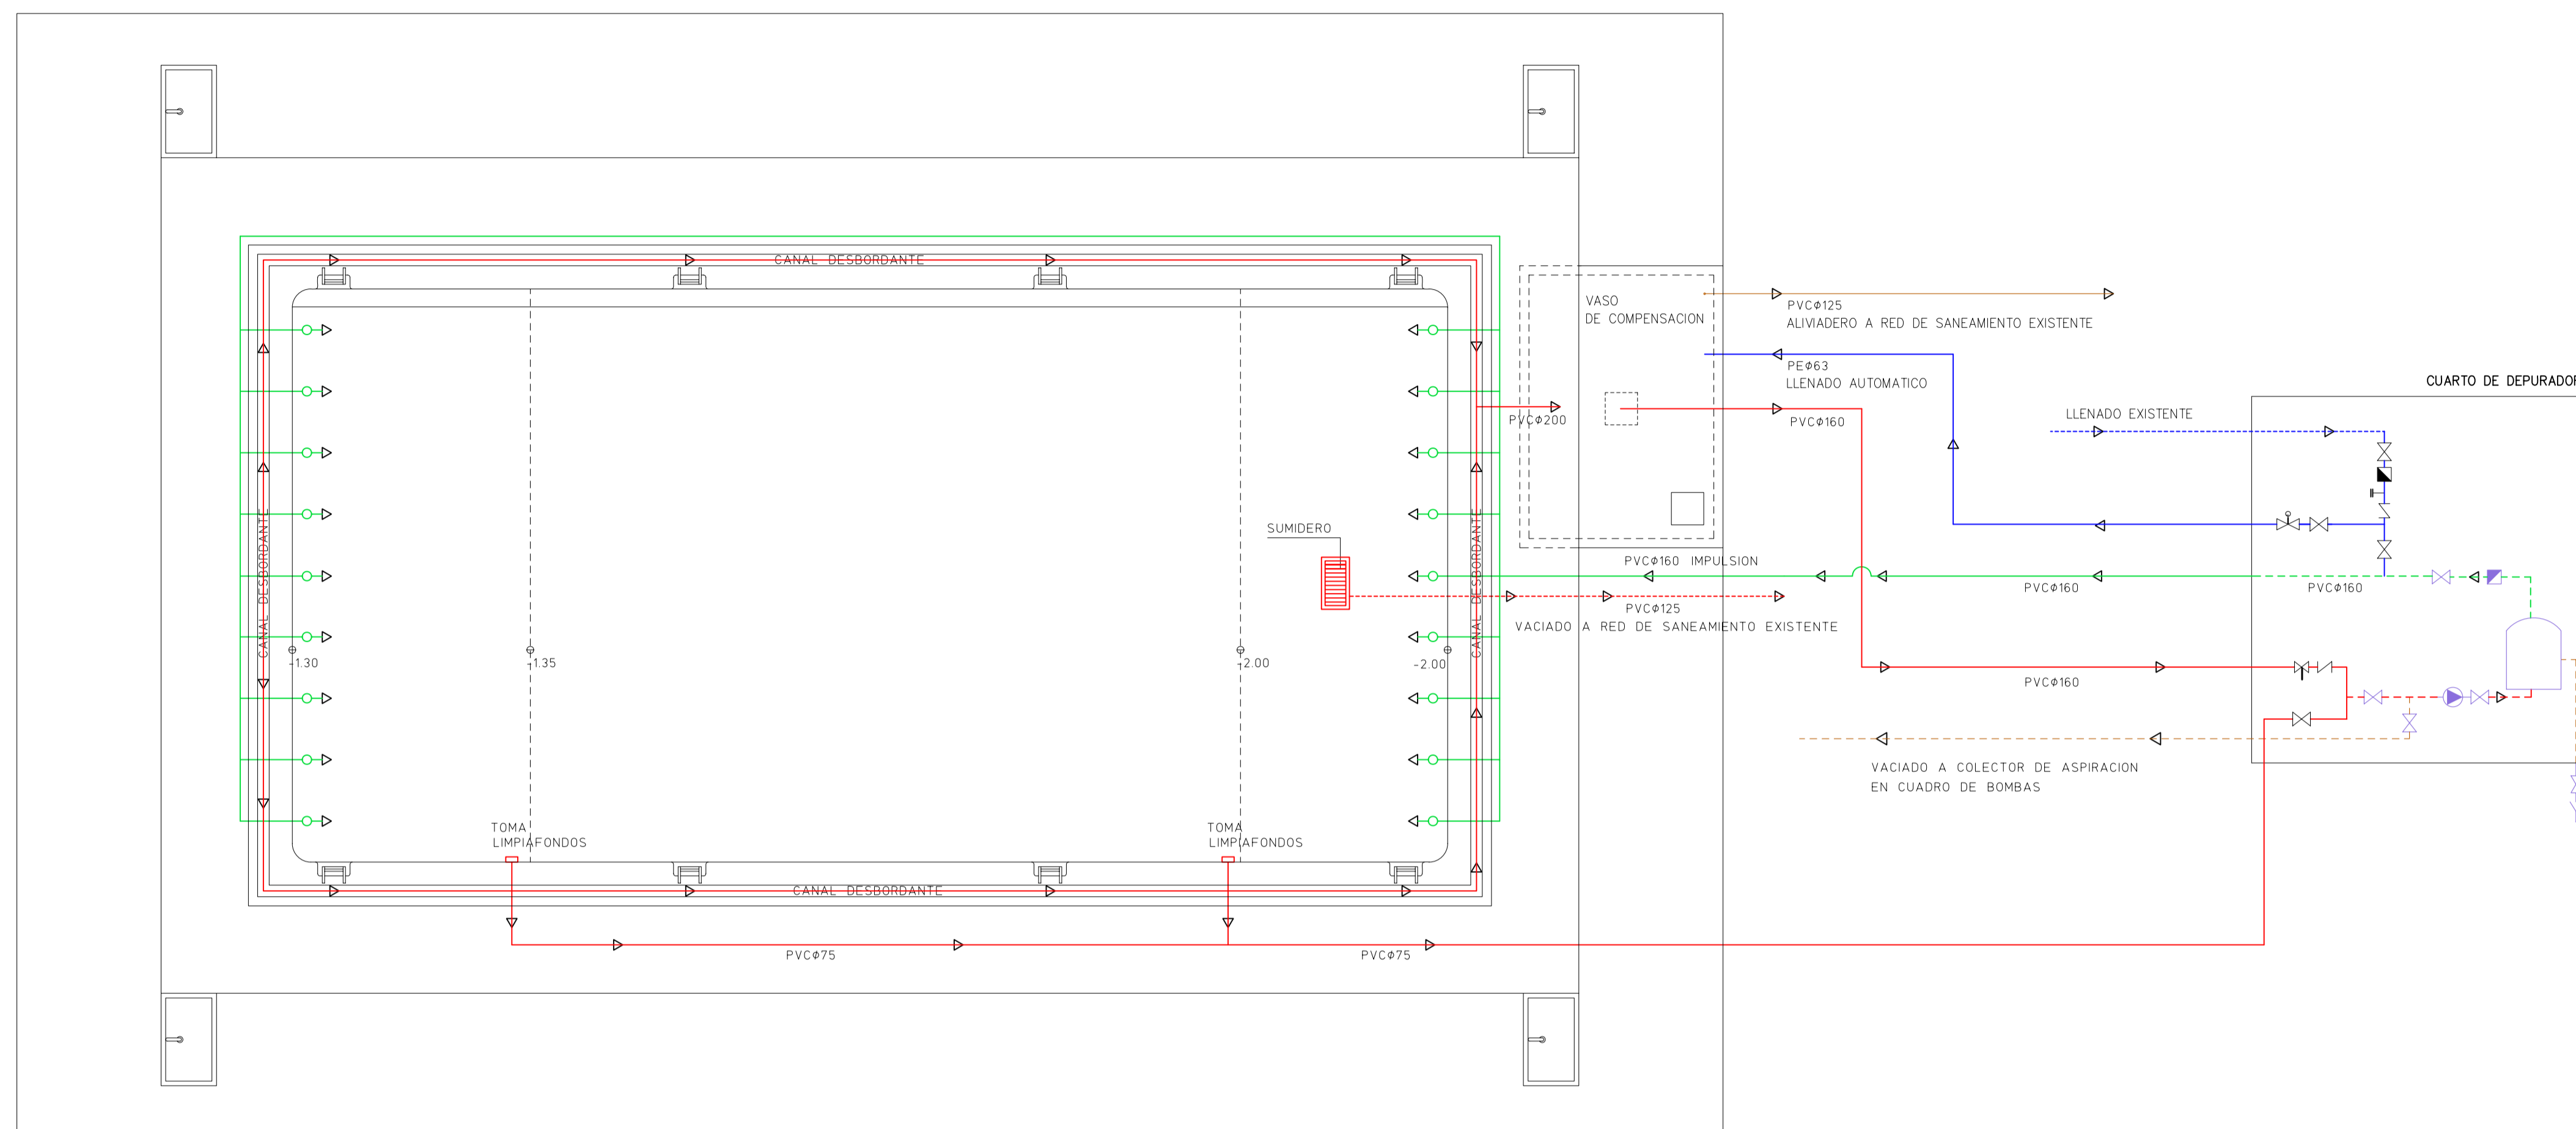 CANAL DESBORDANTE
VASO
DE COMPENSACION
PVCφ125
ALIVIADERO A RED DE SANEAMIENTO EXISTENTE
PEφ63
LLENADO AUTOMATICO
CUARTO DE DEPURADOR
LLENADO EXISTENTE
PVCφ200
PVCφ160
SUMIDERO
CANAL DESBORDANTE
CANAL DESBORDANTE
PVCφ160 IMPULSION
PVCφ160
PVCφ160
PVCφ125
VACIADO A RED DE SANEAMIENTO EXISTENTE
-1.30
-1.35
-2.00
-2.00
PVCφ160
VACIADO A COLECTOR DE ASPIRACION
EN CUADRO DE BOMBAS
TOMA
LIMPIAFONDOS
TOMA
LIMPIAFONDOS
CANAL DESBORDANTE
PVCφ75
PVCφ75